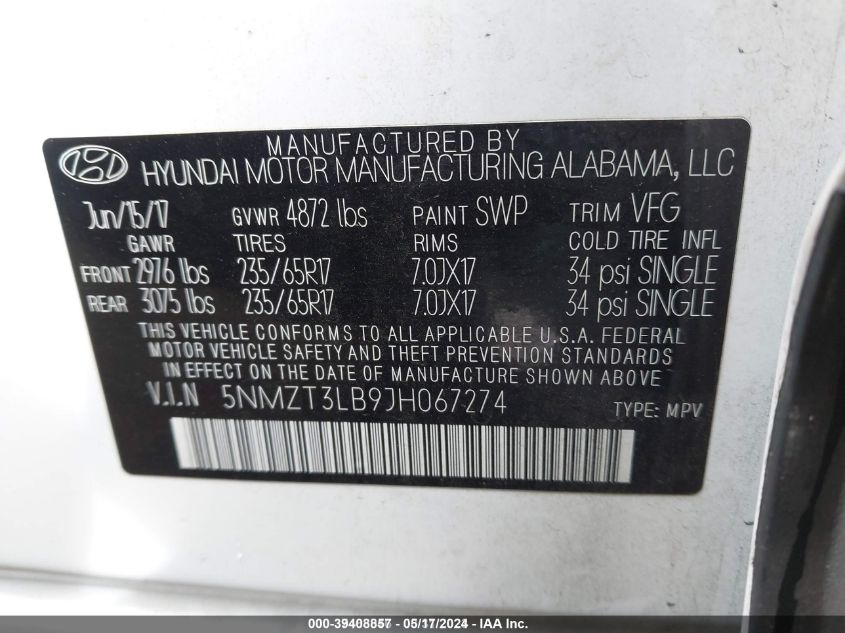 MANUFACTURED BY
HYUNDAI MOTOR MANUFACTURING ALABAMA, LLC
Jun/15/17 GVWR 4872 lbs PAINT SWP TRIM VFG
GAWR TIRES RIMS COLD TIRE INFL
FRONT 2976 lbs 235/65R17 7.0JX17 34 psi SINGLE
REAR 3075 lbs 235/65R17 7.0JX17 34 psi SINGLE
THIS VEHICLE CONFORMS TO ALL APPLICABLE U.S.A. FEDERAL
MOTOR VEHICLE SAFETY AND THEFT PREVENTION STANDARDS
IN EFFECT ON THE DATE OF MANUFACTURE SHOWN ABOVE.
V.I.N 5NMZT3LB9JH067274 TYPE: MPV
000-39408857 - 05/17/2024 - IAA Inc.